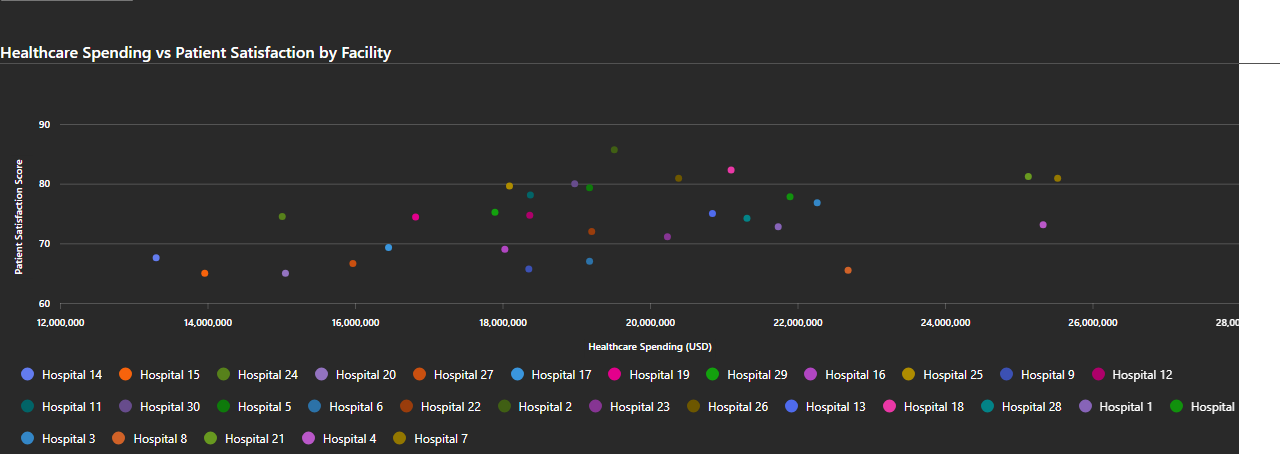 Healthcare Spending vs Patient Satisfaction by Facility
90
80
70
60
Patient Satisfaction Score
12,000,000 14,000,000 16,000,000 18,000,000 20,000,000 22,000,000 24,000,000 26,000,000 28,00
Healthcare Spending (USD)
Hospital 14 Hospital 15 Hospital 24 Hospital 20 Hospital 27 Hospital 17 Hospital 19 Hospital 29 Hospital 16 Hospital 25 Hospital 9 Hospital 12
Hospital 11 Hospital 30 Hospital 5 Hospital 6 Hospital 22 Hospital 2 Hospital 23 Hospital 26 Hospital 13 Hospital 18 Hospital 28 Hospital 1 Hospital
Hospital 3 Hospital 8 Hospital 21 Hospital 4 Hospital 7